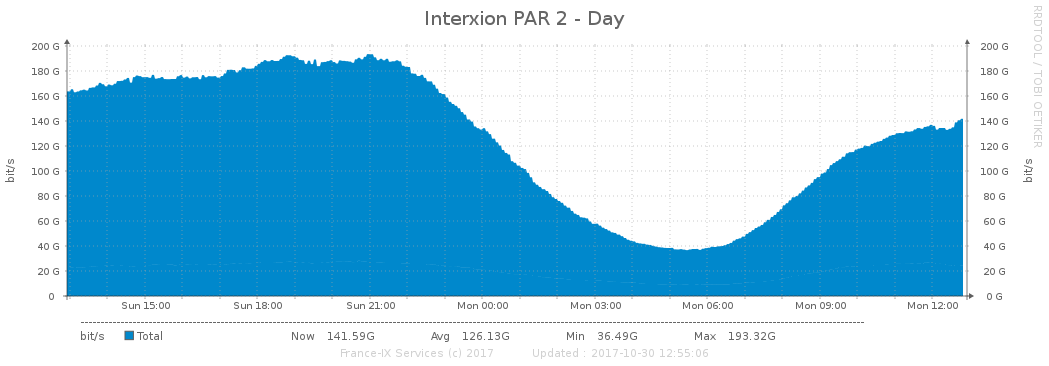 Interxion PAR 2 - Day
RRDTOOL / TOBI OETIKER
200 G 200 G
180 G 180 G
160 G 160 G
140 G 140 G
120 G 120 G
100 G 100 G
80 G 80 G
60 G 60 G
40 G 40 G
20 G 20 G
0 0 G
bit/s bit/s
Sun 15:00 Sun 18:00 Sun 21:00 Mon 00:00 Mon 03:00 Mon 06:00 Mon 09:00 Mon 12:00
bit/s Total Now 141.59G Avg 126.13G Min 36.49G Max 193.32G
France-IX Services (c) 2017 Updated : 2017-10-30 12:55:06